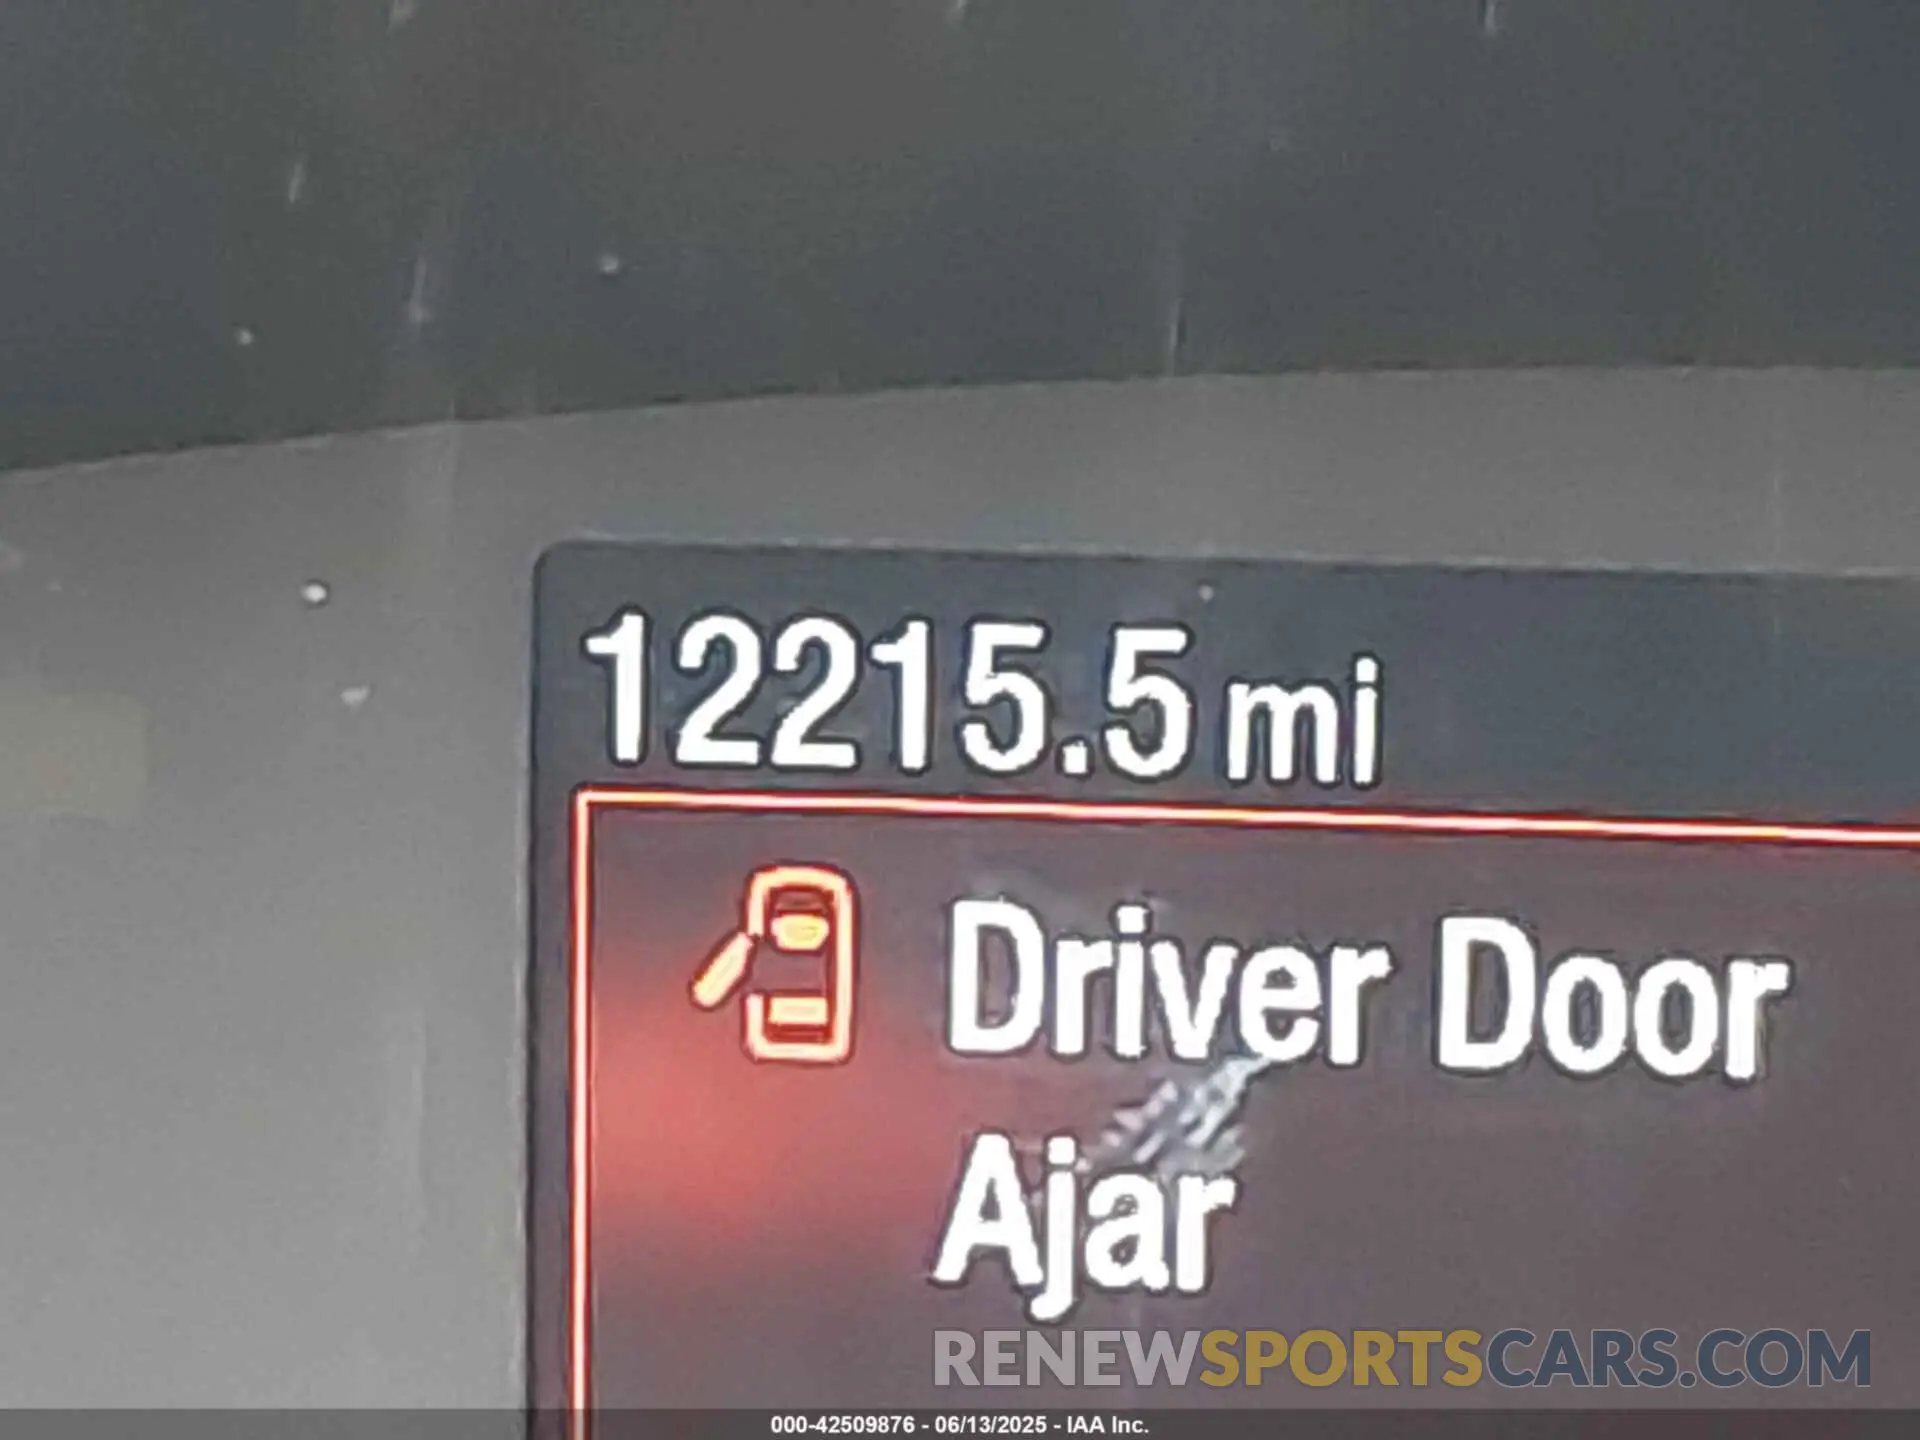 12215.5 mi
Driver Door
Ajar
RENEWSPORTSCARS.COM
000-42509876 - 06/13/2025 - IAA Inc.